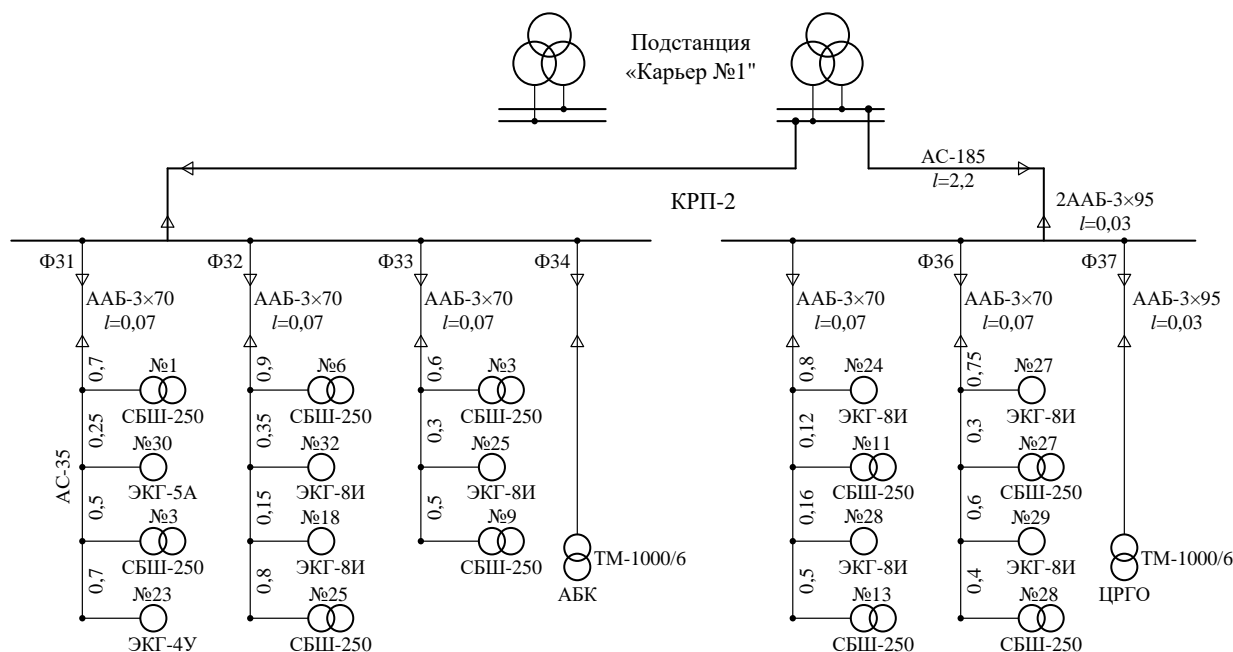 Подстанция
«Карьер №1"
АС-185
l=2,2
КРП-2
2ААБ-3×95
l=0,03
Ф31
Ф32
Ф33
Ф34
Ф36
Ф37
ААБ-3×70
l=0,07
ААБ-3×70
l=0,07
ААБ-3×70
l=0,07
ААБ-3×70
l=0,07
ААБ-3×70
l=0,07
ААБ-3×95
l=0,03
АС-35
0,7
№1
СБШ-250
0,25
№30
ЭКГ-5А
0,5
№3
СБШ-250
0,7
№23
ЭКГ-4У
0,9
№6
СБШ-250
0,35
№32
ЭКГ-8И
0,15
№18
ЭКГ-8И
0,8
№25
СБШ-250
0,6
№3
СБШ-250
0,3
№25
ЭКГ-8И
0,5
№9
СБШ-250
ТМ-1000/6
АБК
0,8
№24
ЭКГ-8И
0,12
№11
СБШ-250
0,16
№28
ЭКГ-8И
0,5
№13
СБШ-250
0,75
№27
ЭКГ-8И
0,3
№27
СБШ-250
0,6
№29
ЭКГ-8И
0,4
№28
СБШ-250
ТМ-1000/6
ЦРГО